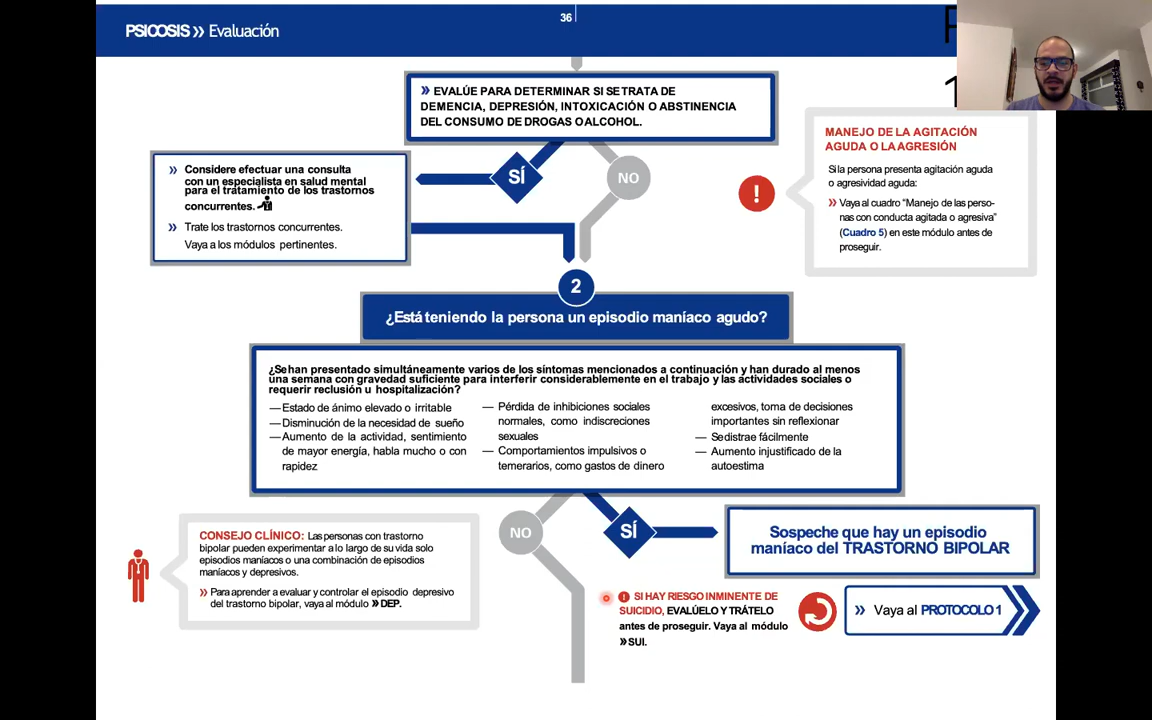 36
PSICOSIS » Evaluación
» EVALÚE PARA DETERMINAR SI SE TRATA DE
DEMENCIA, DEPRESIÓN, INTOXICACIÓN O ABSTINENCIA
DEL CONSUMO DE DROGAS O ALCOHOL.
SÍ
NO
» Considere efectuar una consulta
con un especialista en salud mental
para el tratamiento de los trastornos
concurrentes.
» Trate los trastornos concurrentes.
Vaya a los módulos pertinentes.
!
MANEJO DE LA AGITACIÓN
AGUDA O LA AGRESIÓN
Si la persona presenta agitación aguda
o agresividad aguda:
» Vaya al cuadro “Manejo de las perso-
nas con conducta agitada o agresiva”
(Cuadro 5) en este módulo antes de
proseguir.
2
¿Está teniendo la persona un episodio maníaco agudo?
¿Se han presentado simultáneamente varios de los síntomas mencionados a continuación y han durado al menos
una semana con gravedad suficiente para interferir considerablemente en el trabajo y las actividades sociales o
requerir reclusión u hospitalización?
— Estado de ánimo elevado o irritable
— Disminución de la necesidad de sueño
— Aumento de la actividad, sentimiento
de mayor energía, habla mucho o con
rapidez
— Pérdida de inhibiciones sociales
normales, como indiscreciones
sexuales
— Comportamientos impulsivos o
temerarios, como gastos de dinero
excesivos, toma de decisiones
importantes sin reflexionar
— Se distrae fácilmente
— Aumento injustificado de la
autoestima
NO
SÍ
Sospeche que hay un episodio
maníaco del TRASTORNO BIPOLAR
CONSEJO CLÍNICO: Las personas con trastorno
bipolar pueden experimentar a lo largo de su vida solo
episodios maníacos o una combinación de episodios
maníacos y depresivos.
» Para aprender a evaluar y controlar el episodio depresivo
del trastorno bipolar, vaya al módulo » DEP.
! SI HAY RIESGO INMINENTE DE
SUICIDIO, EVALÚELO Y TRÁTELO
antes de proseguir. Vaya al módulo
» SUI.
» Vaya al PROTOCOLO 1